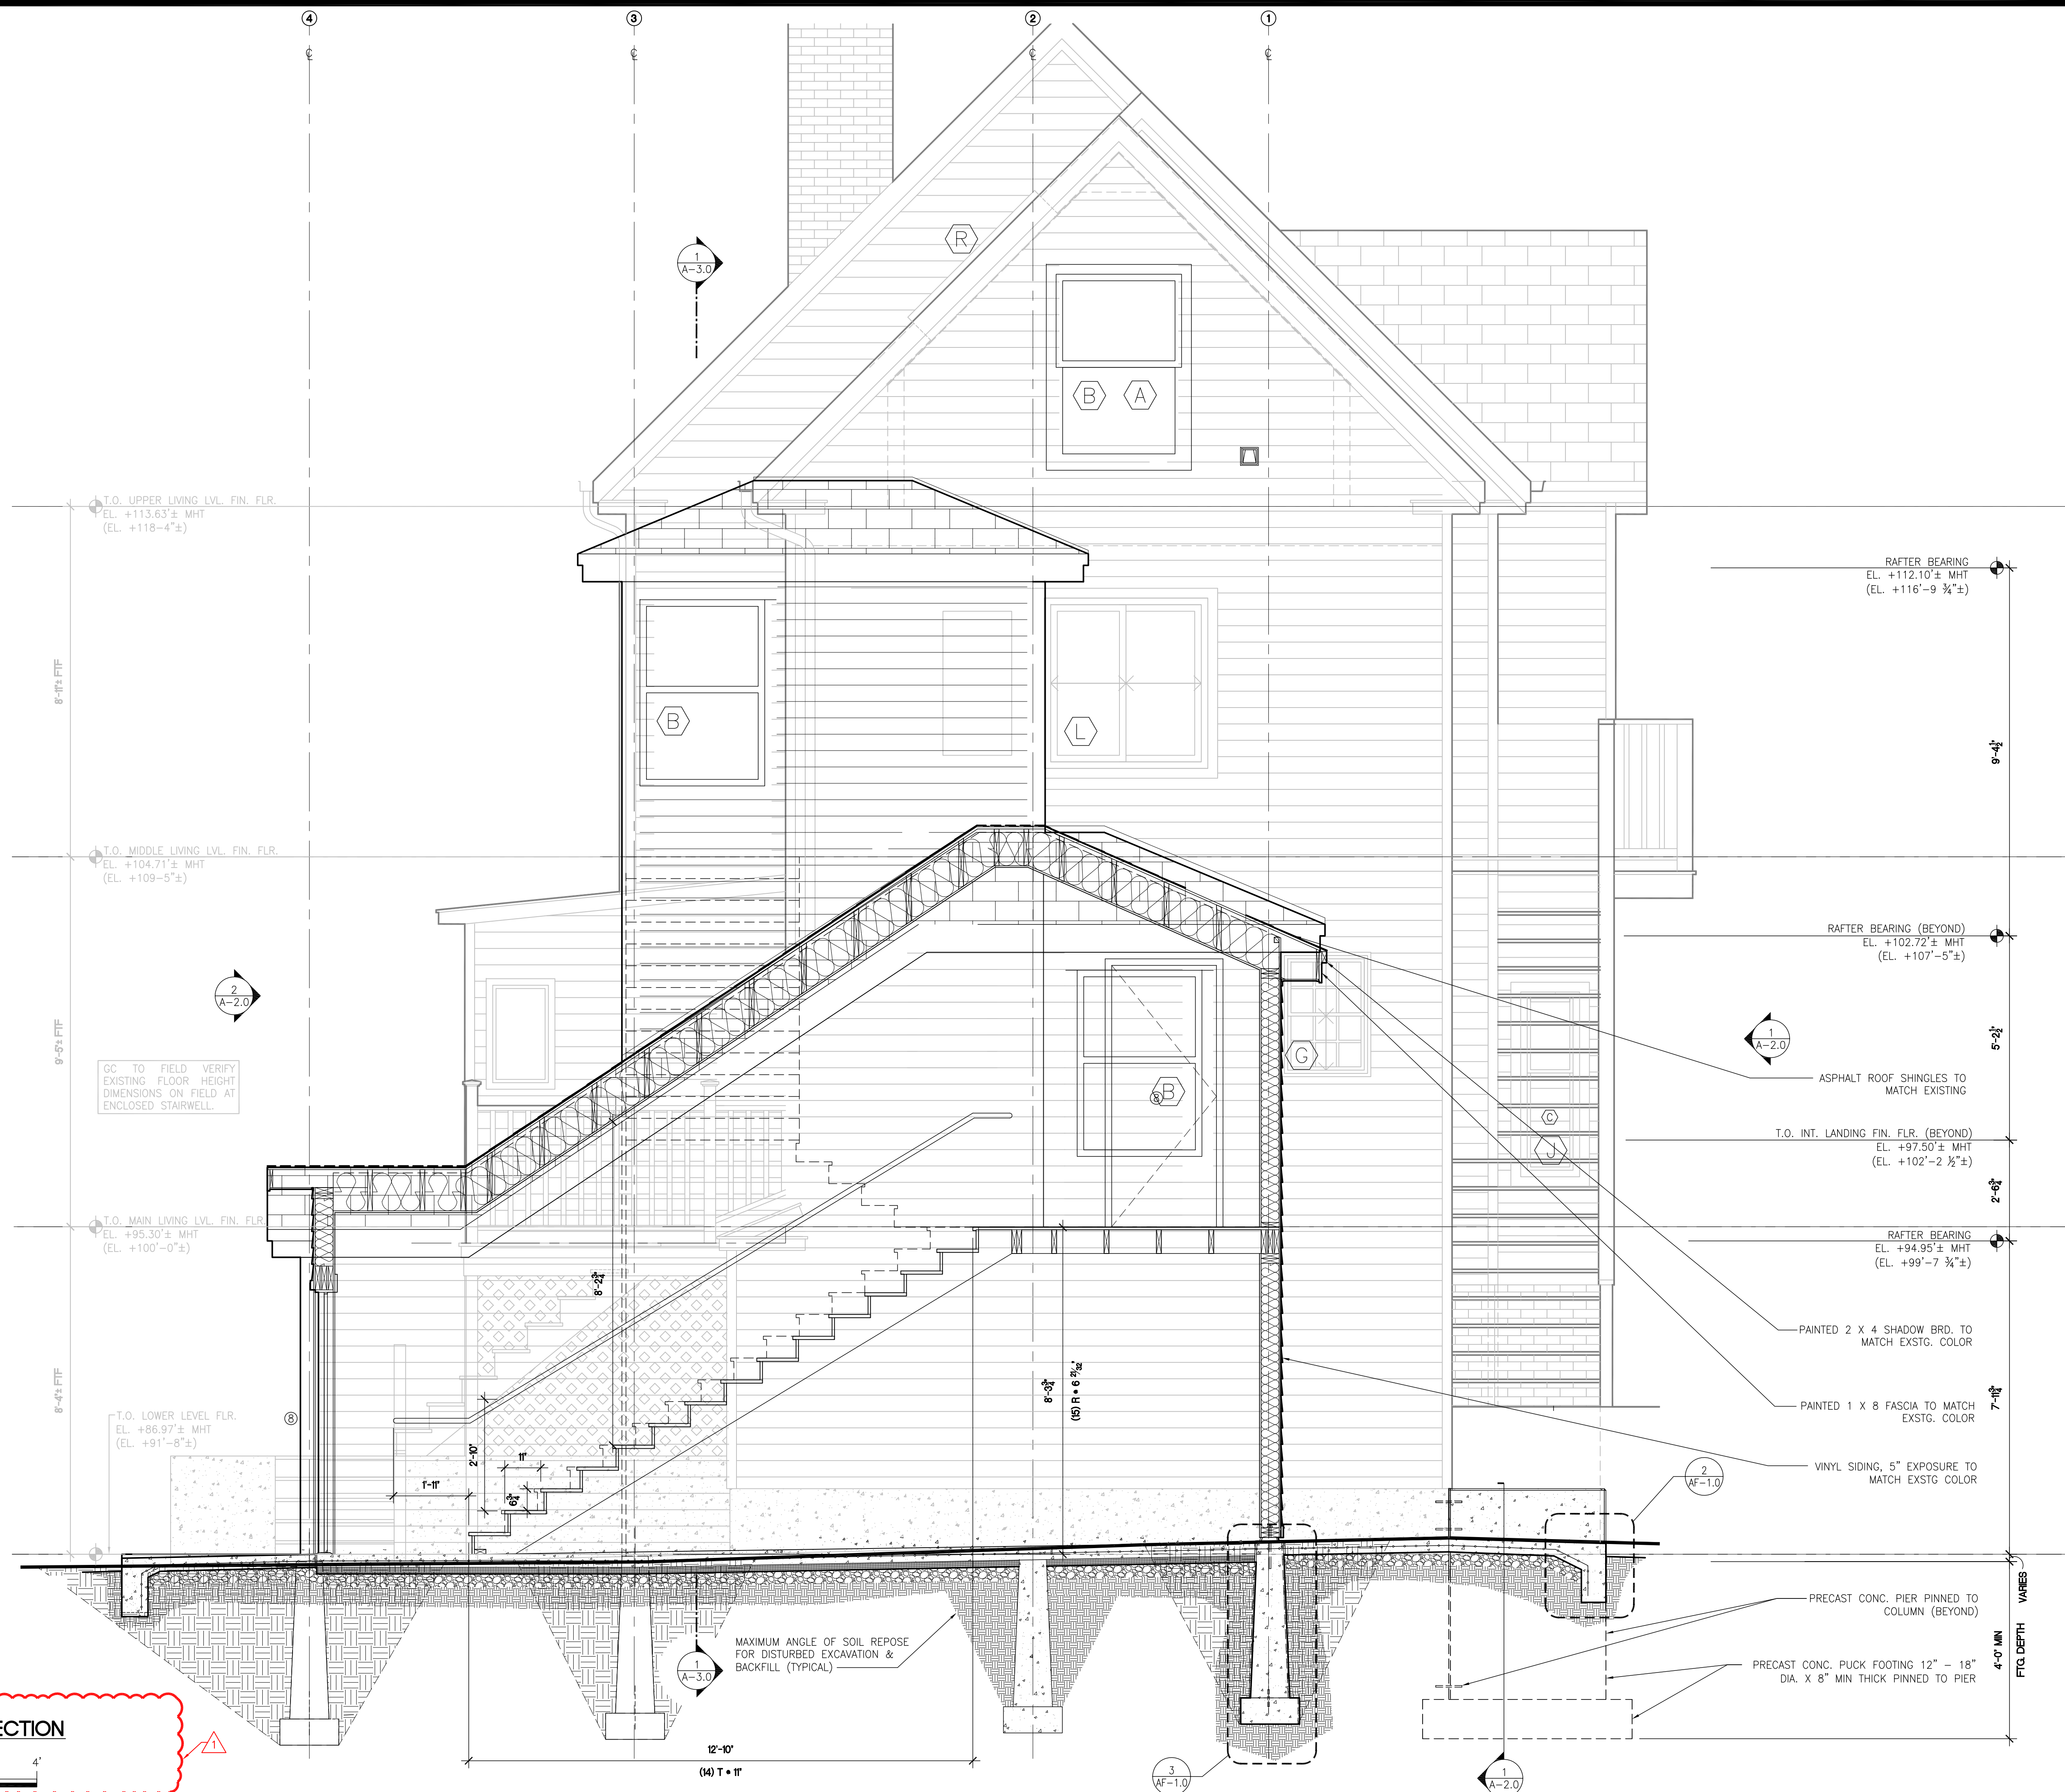 4
3
2
1
℄
℄
℄
℄
1
A-3.0
R
B
A
T.O. UPPER LIVING LVL. FIN. FLR.
EL. +113.63'± MHT
(EL. +118-4"±)
RAFTER BEARING
EL. +112.10'± MHT
(EL. +116'-9 ¾"±)
8'-11"± FTF
B
L
9'-4½"
T.O. MIDDLE LIVING LVL. FIN. FLR.
EL. +104.71'± MHT
(EL. +109-5"±)
RAFTER BEARING (BEYOND)
EL. +102.72'± MHT
(EL. +107'-5"±)
2
A-2.0
9'-5"± FTF
GC TO FIELD VERIFY
EXISTING FLOOR HEIGHT
DIMENSIONS ON FIELD AT
ENCLOSED STAIRWELL.
G
8
B
1
A-2.0
5'-2½"
ASPHALT ROOF SHINGLES TO
MATCH EXISTING
C
J
T.O. INT. LANDING FIN. FLR. (BEYOND)
EL. +97.50'± MHT
(EL. +102'-2 ½"±)
2'-6¾"
T.O. MAIN LIVING LVL. FIN. FLR.
EL. +95.30'± MHT
(EL. +100'-0"±)
RAFTER BEARING
EL. +94.95'± MHT
(EL. +99'-7 ¾"±)
8'-2¾"
PAINTED 2 X 4 SHADOW BRD. TO
MATCH EXSTG. COLOR
8'-4"± FTF
8'-3¾"
(15) R • 6 21/32"
7'-11¾"
PAINTED 1 X 8 FASCIA TO MATCH
EXSTG. COLOR
T.O. LOWER LEVEL FLR.
EL. +86.97'± MHT
(EL. +91'-8"±)
8
2'-10"
11"
1'-11"
6¾"
VINYL SIDING, 5" EXPOSURE TO
MATCH EXSTG COLOR
2
AF-1.0
VARIES
PRECAST CONC. PIER PINNED TO
COLUMN (BEYOND)
MAXIMUM ANGLE OF SOIL REPOSE
FOR DISTURBED EXCAVATION &
BACKFILL (TYPICAL)
1
A-3.0
4'-0" MIN
FTG. DEPTH
PRECAST CONC. PUCK FOOTING 12" - 18"
DIA. X 8" MIN THICK PINNED TO PIER
ECTION
1
4'
12'-10"
(14) T • 11"
3
AF-1.0
1
A-2.0